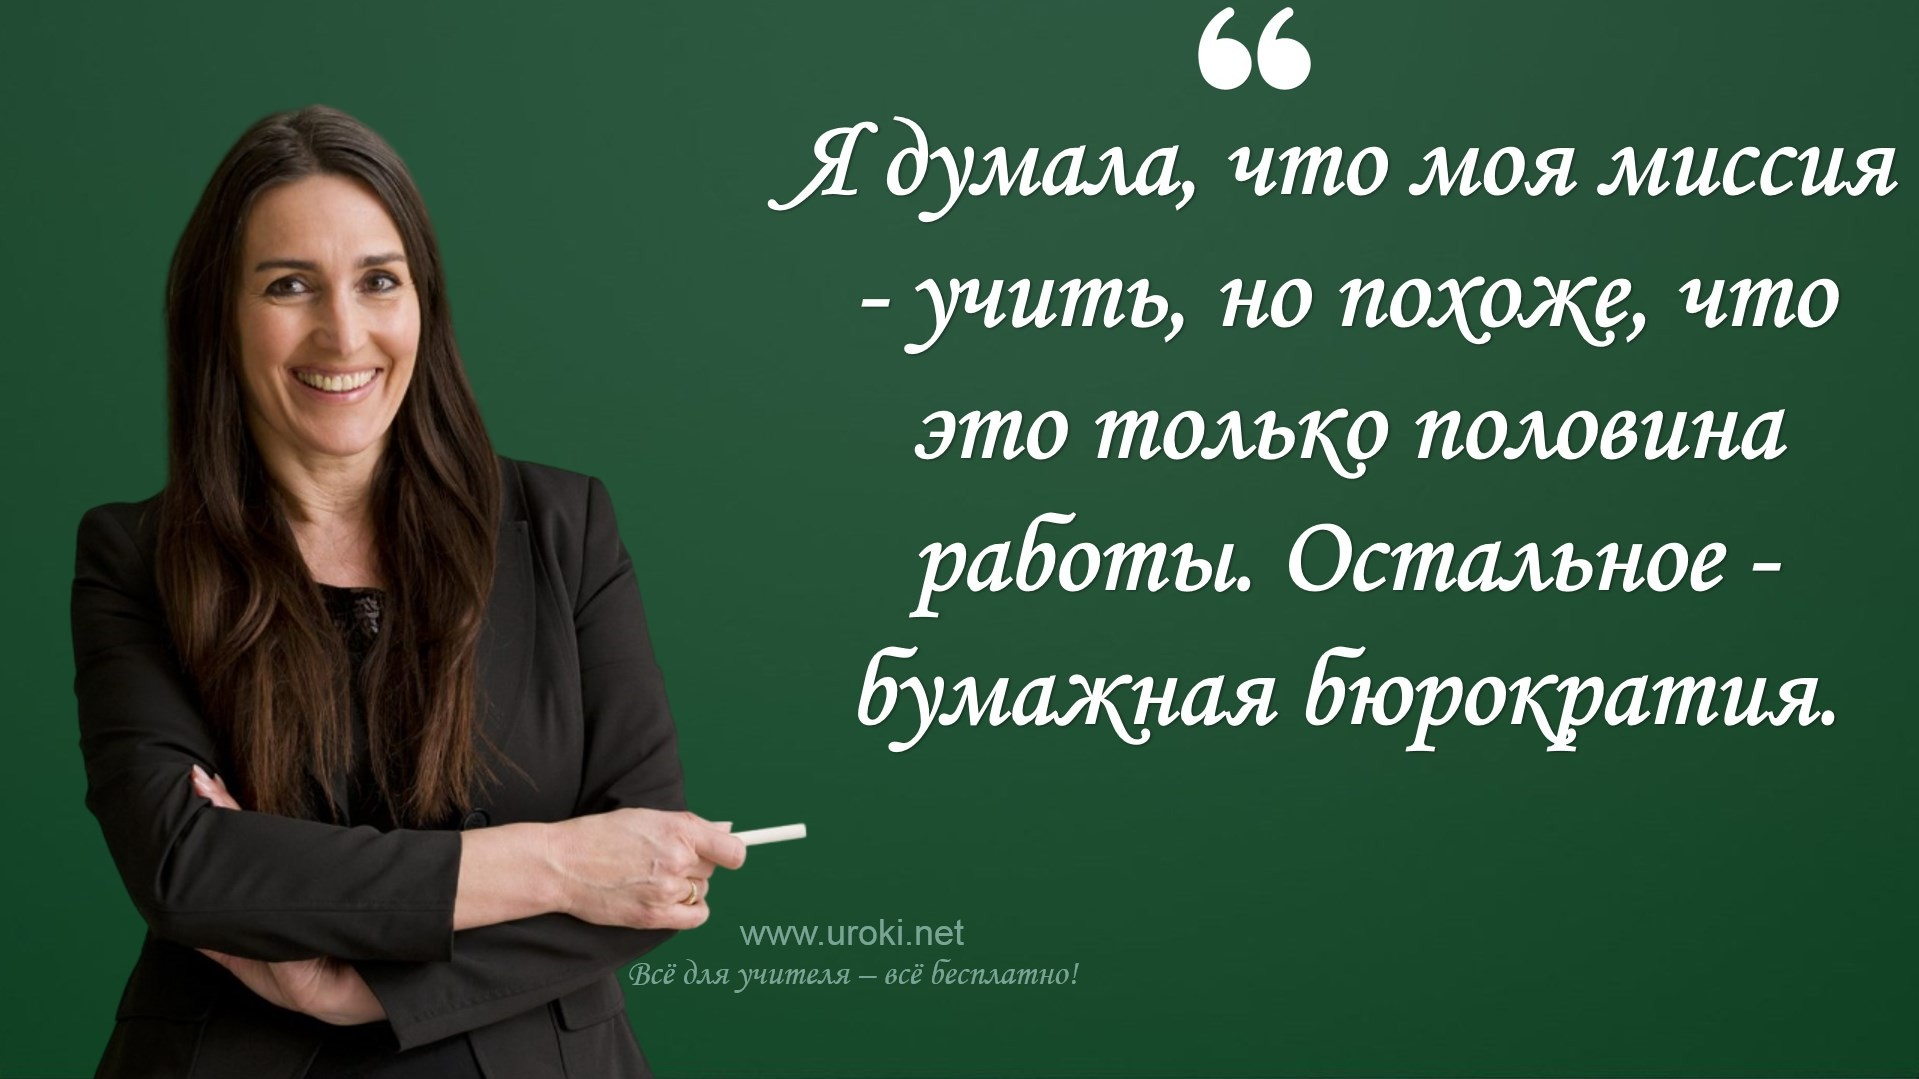 ❝
Я думала, что моя миссия
- учить, но похоже, что
это только половина
работы. Остальное -
бумажная бюрократия.
www.uroki.net
Всё для учителя – всё бесплатно!